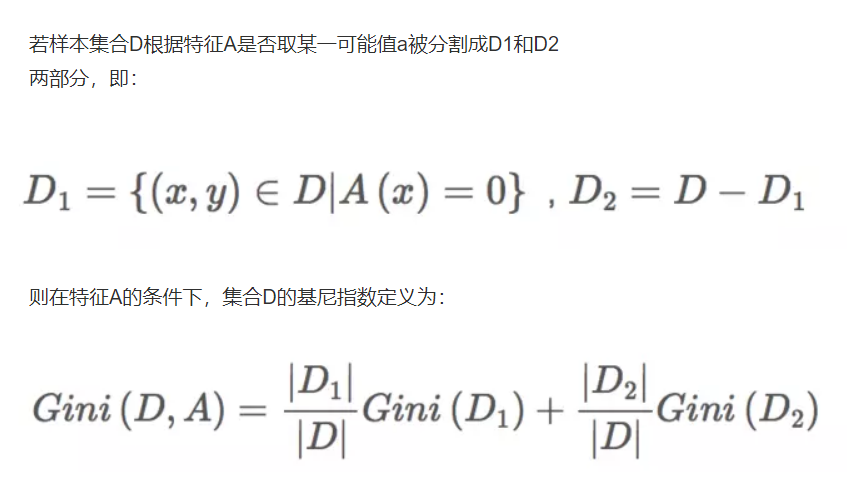 若样本集合D根据特征A是否取某一可能值a被分割成D1和D2
两部分，即：
D₁ = {(x, y) ∈ D|A (x) = 0} , D₂ = D − D₁
则在特征A的条件下，集合D的基尼指数定义为：
Gini (D, A) = |D₁|/|D| Gini (D₁) + |D₂|/|D| Gini (D₂)